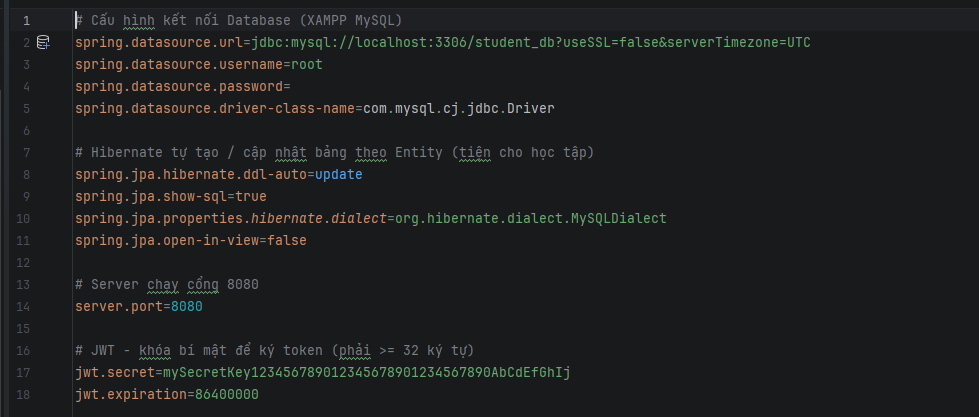 1 # Cấu hình kết nối Database (XAMPP MySQL)
2 spring.datasource.url=jdbc:mysql://localhost:3306/student_db?useSSL=false&serverTimezone=UTC
3 spring.datasource.username=root
4 spring.datasource.password=
5 spring.datasource.driver-class-name=com.mysql.cj.jdbc.Driver
6
7 # Hibernate tự tạo / cập nhật bảng theo Entity (tiện cho học tập)
8 spring.jpa.hibernate.ddl-auto=update
9 spring.jpa.show-sql=true
10 spring.jpa.properties.hibernate.dialect=org.hibernate.dialect.MySQLDialect
11 spring.jpa.open-in-view=false
12
13 # Server chạy cổng 8080
14 server.port=8080
15
16 # JWT - khóa bí mật để ký token (phải >= 32 ký tự)
17 jwt.secret=mySecretKey123456789012345678901234567890AbCdEfGhIj
18 jwt.expiration=86400000